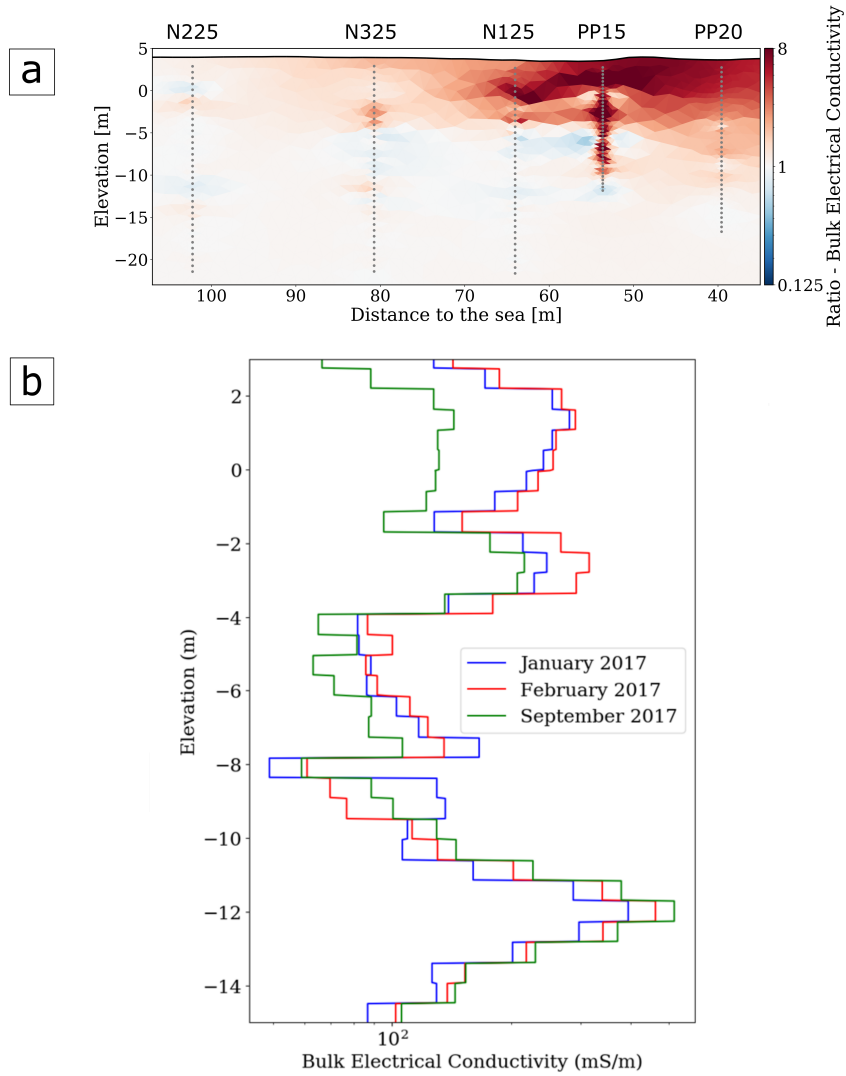 N225 N325 N125 PP15 PP20
a
5
0
−5
−10
−15
−20
Elevation [m]
100 90 80 70 60 50 40
Distance to the sea [m]
8
1
0.125
Ratio - Bulk Electrical Conductivity
b
2
0
−2
−4
−6
−8
−10
−12
−14
Elevation (m)
January 2017
February 2017
September 2017
10²
Bulk Electrical Conductivity (mS/m)